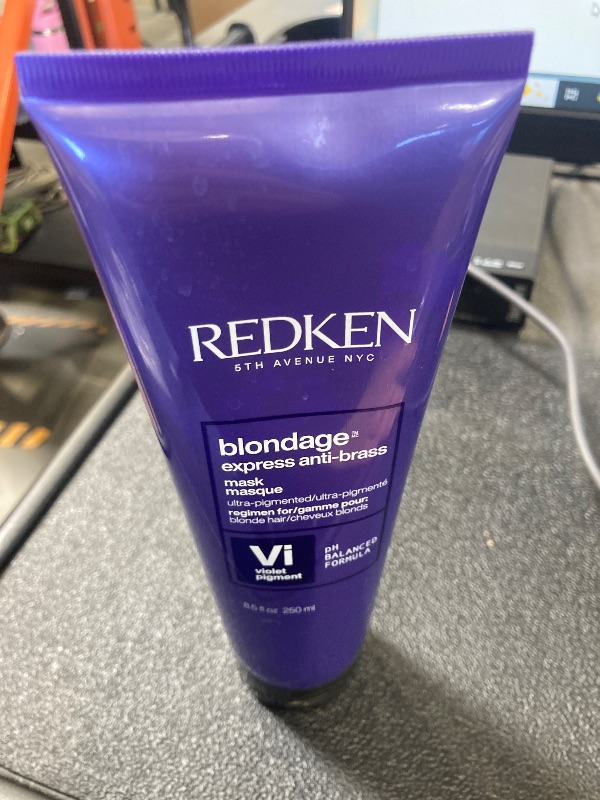 REDKEN
5TH AVENUE NYC
blondage™
express anti-brass
mask
masque
ultra-pigmented/ultra-pigmenté
regimen for/gamme pour:
blonde hair/cheveux blonds
Vi
violet
pigment
pH
BALANCED
FORMULA
8.5 fl oz 250 ml